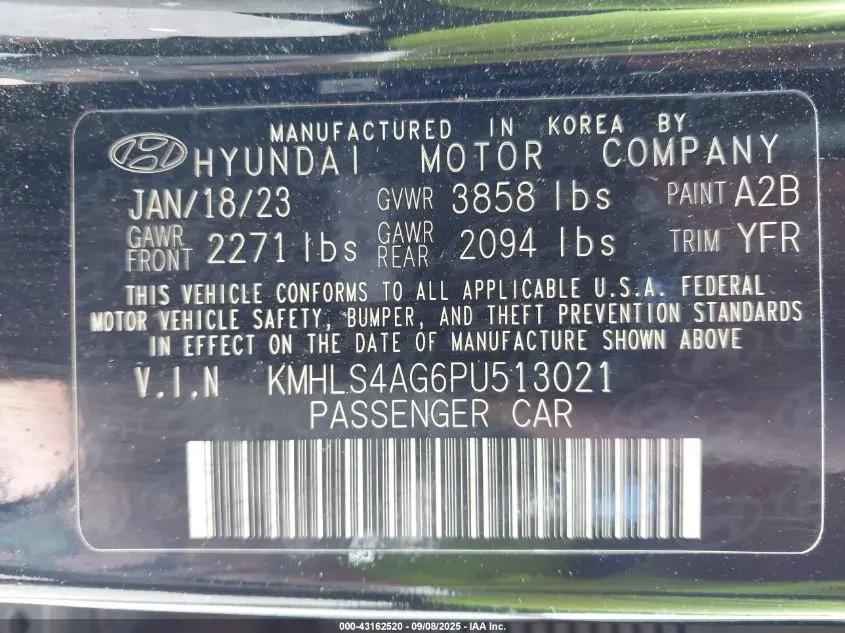 MANUFACTURED IN KOREA BY
HYUNDAI MOTOR COMPANY
JAN/18/23 GVWR 3858 lbs PAINT A2B
GAWR FRONT 2271 lbs GAWR REAR 2094 lbs TRIM YFR
THIS VEHICLE CONFORMS TO ALL APPLICABLE U.S.A. FEDERAL
MOTOR VEHICLE SAFETY, BUMPER, AND THEFT PREVENTION STANDARDS
IN EFFECT ON THE DATE OF MANUFACTURE SHOWN ABOVE
V.I.N KMHLS4AG6PU513021
PASSENGER CAR
000-43162520 - 09/08/2025 - IAA Inc.